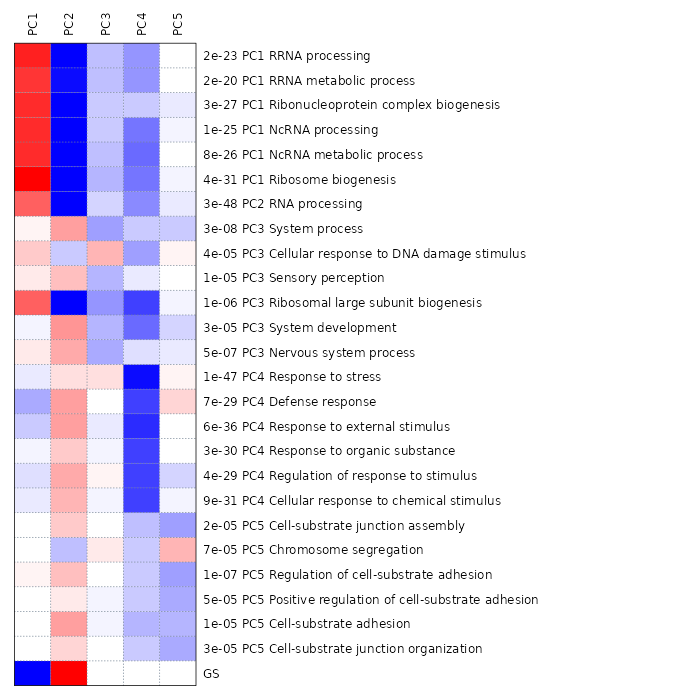 PC1 PC2 PC3 PC4 PC5
2e-23 PC1 RRNA processing
2e-20 PC1 RRNA metabolic process
3e-27 PC1 Ribonucleoprotein complex biogenesis
1e-25 PC1 NcRNA processing
8e-26 PC1 NcRNA metabolic process
4e-31 PC1 Ribosome biogenesis
3e-48 PC2 RNA processing
3e-08 PC3 System process
4e-05 PC3 Cellular response to DNA damage stimulus
1e-05 PC3 Sensory perception
1e-06 PC3 Ribosomal large subunit biogenesis
3e-05 PC3 System development
5e-07 PC3 Nervous system process
1e-47 PC4 Response to stress
7e-29 PC4 Defense response
6e-36 PC4 Response to external stimulus
3e-30 PC4 Response to organic substance
4e-29 PC4 Regulation of response to stimulus
9e-31 PC4 Cellular response to chemical stimulus
2e-05 PC5 Cell-substrate junction assembly
7e-05 PC5 Chromosome segregation
1e-07 PC5 Regulation of cell-substrate adhesion
5e-05 PC5 Positive regulation of cell-substrate adhesion
1e-05 PC5 Cell-substrate adhesion
3e-05 PC5 Cell-substrate junction organization
GS